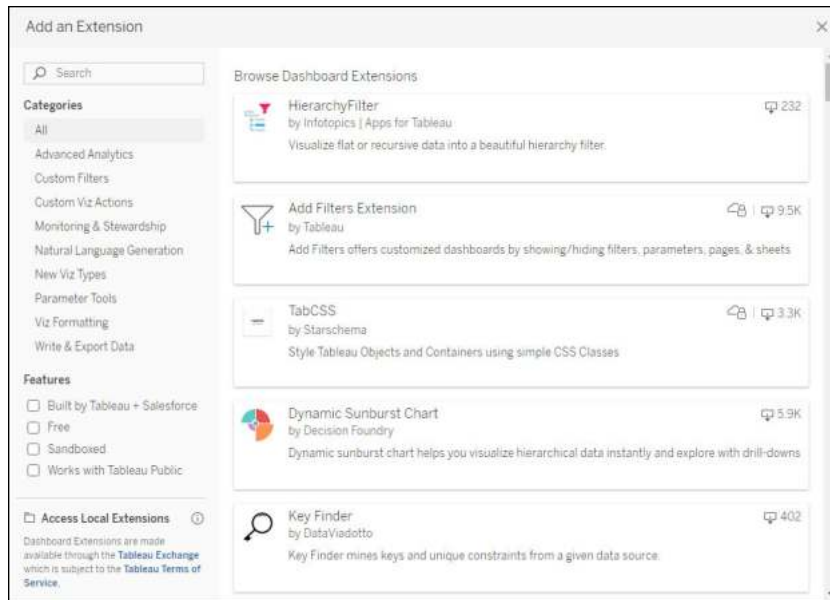 Add an Extension
Search
Categories
All
Advanced Analytics
Custom Filters
Custom Viz Actions
Monitoring & Stewardship
Natural Language Generation
New Viz Types
Parameter Tools
Viz Formatting
Write & Export Data
Features
Built by Tableau + Salesforce
Free
Sandboxed
Works with Tableau Public
Access Local Extensions
Dashboard Extensions are made
available through the Tableau Exchange
which is subject to the Tableau Terms of
Service.
Browse Dashboard Extensions
HierarchyFilter
232
by Infotopics | Apps for Tableau
Visualize flat or recursive data into a beautiful hierarchy filter.
Add Filters Extension
9.5K
by Tableau
Add Filters offers customized dashboards by showing/hiding filters, parameters, pages, & sheets
TabCSS
3.3K
by Starschema
Style Tableau Objects and Containers using simple CSS Classes
Dynamic Sunburst Chart
5.9K
by Decision Foundry
Dynamic sunburst chart helps you visualize hierarchical data instantly and explore with drill-downs
Key Finder
402
by DataViadotto
Key Finder mines keys and unique constraints from a given data source.